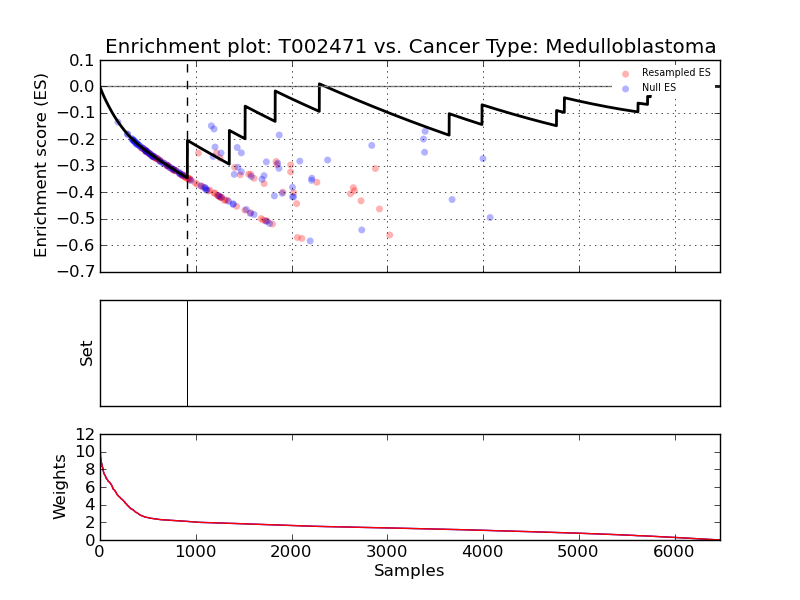 Enrichment plot: T002471 vs. Cancer Type: Medulloblastoma
0.1
0.0
−0.1
−0.2
−0.3
−0.4
−0.5
−0.6
−0.7
Enrichment score (ES)
Resampled ES
Null ES
Set
12
10
8
6
4
2
0
Weights
0 1000 2000 3000 4000 5000 6000
Samples